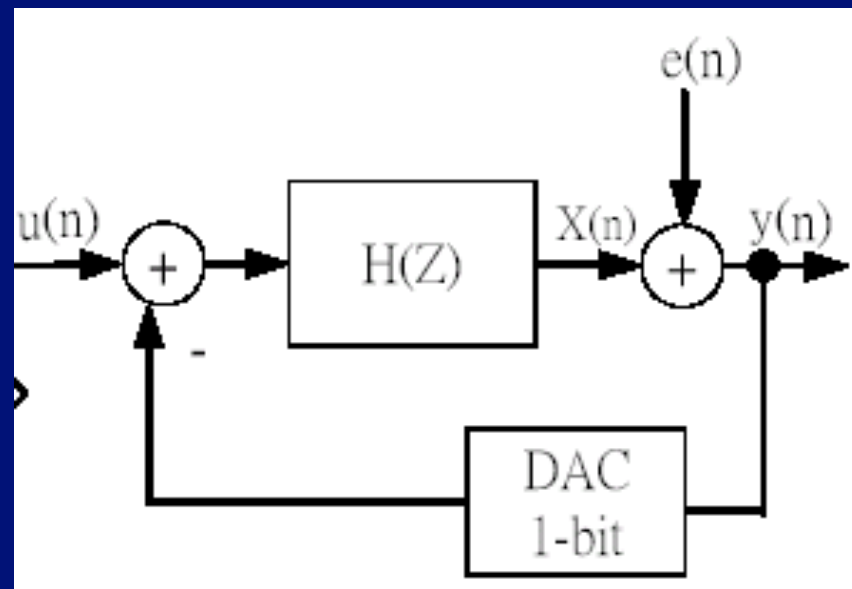 e(n)
u(n)
+
H(Z)
X(n)
+
y(n)
-
DAC
1-bit